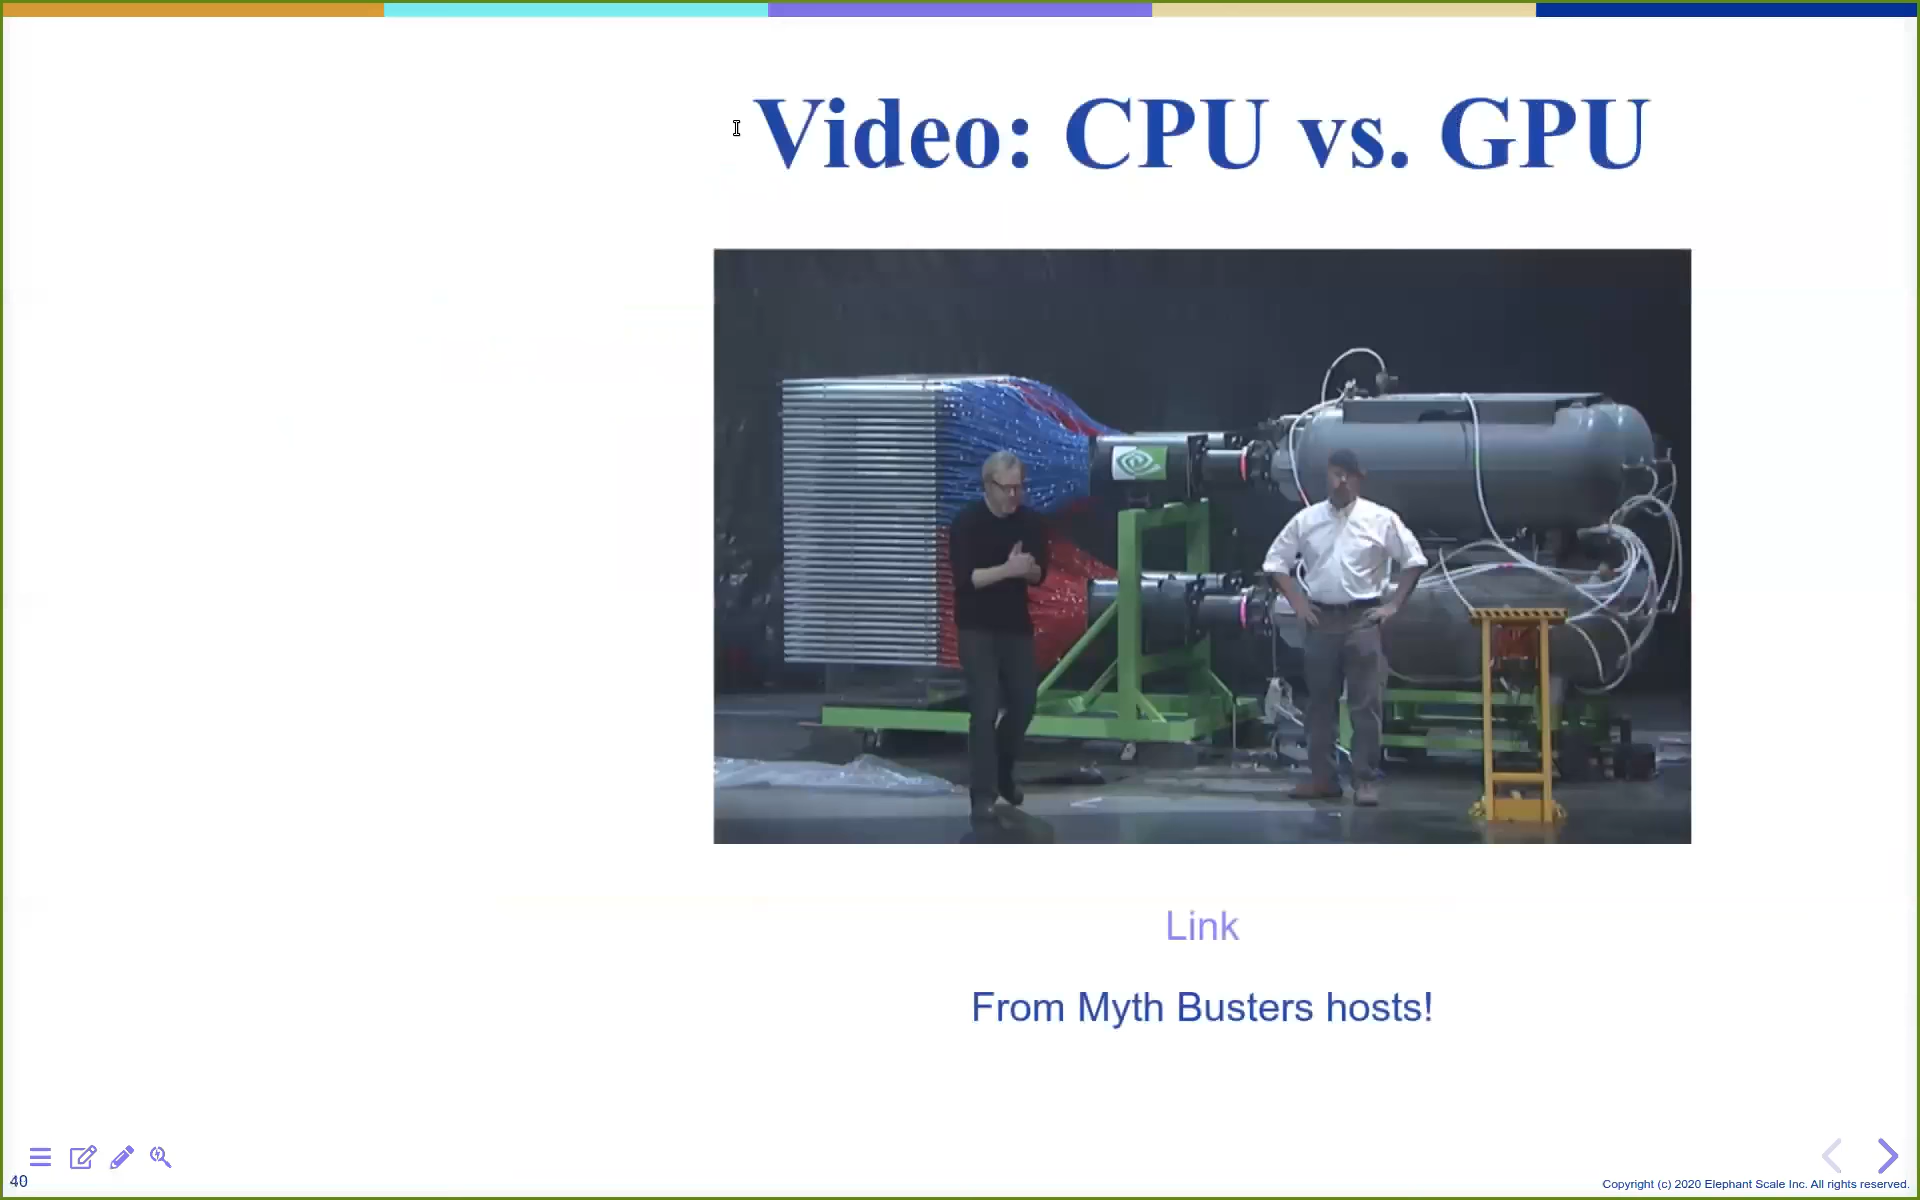 Video: CPU vs. GPU
Link
From Myth Busters hosts!
40
Copyright (c) 2020 Elephant Scale Inc. All rights reserved.